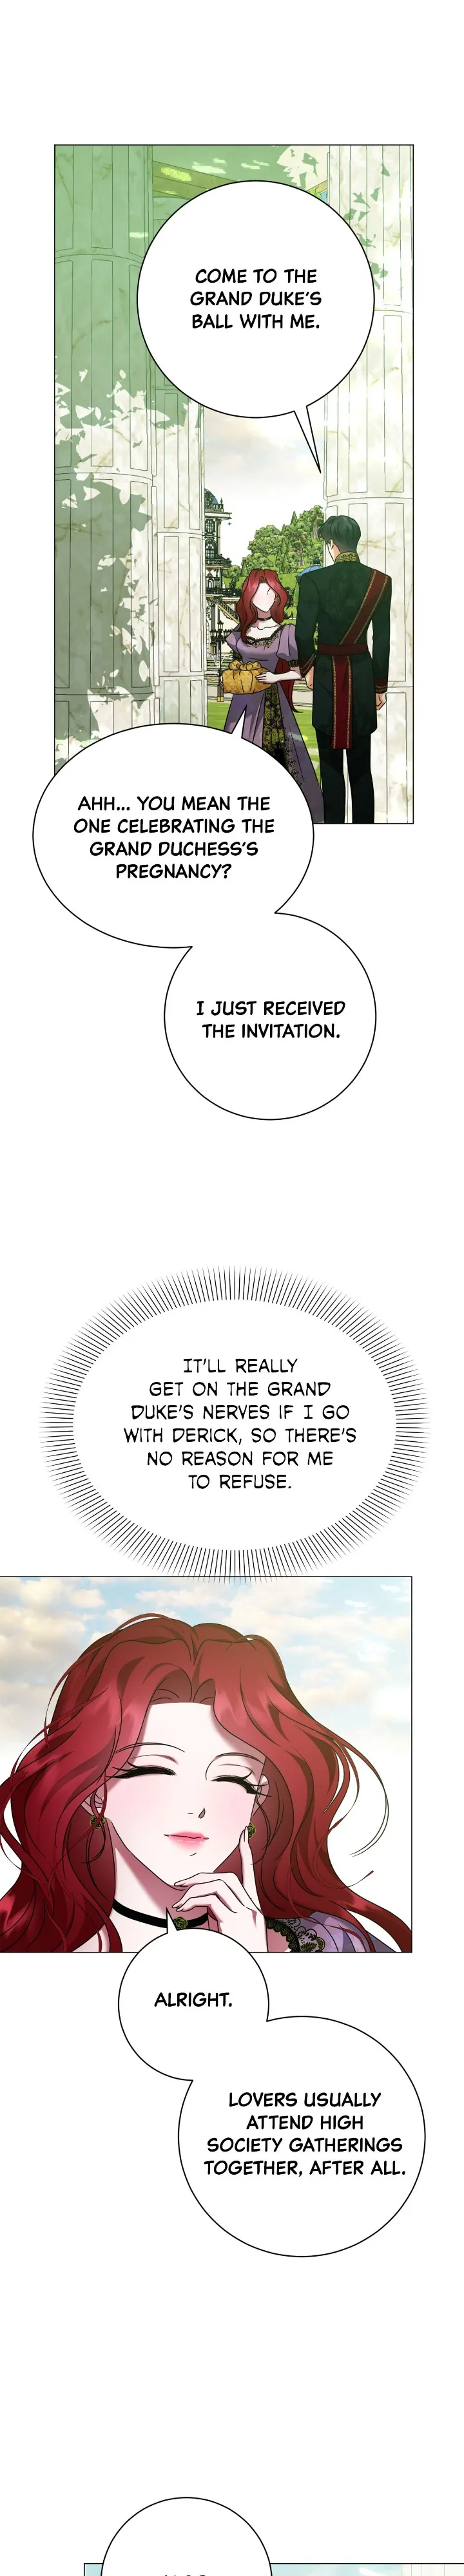 COME TO THE
GRAND DUKE'S
BALL WITH ME.
AHH... YOU MEAN THE
ONE CELEBRATING THE
GRAND DUCHESS'S
PREGNANCY?
I JUST RECEIVED
THE INVITATION.
IT'LL REALLY
GET ON THE GRAND
DUKE'S NERVES IF I GO
WITH DERICK, SO THERE'S
NO REASON FOR ME
TO REFUSE.
ALRIGHT.
LOVERS USUALLY
ATTEND HIGH
SOCIETY GATHERINGS
TOGETHER, AFTER ALL.